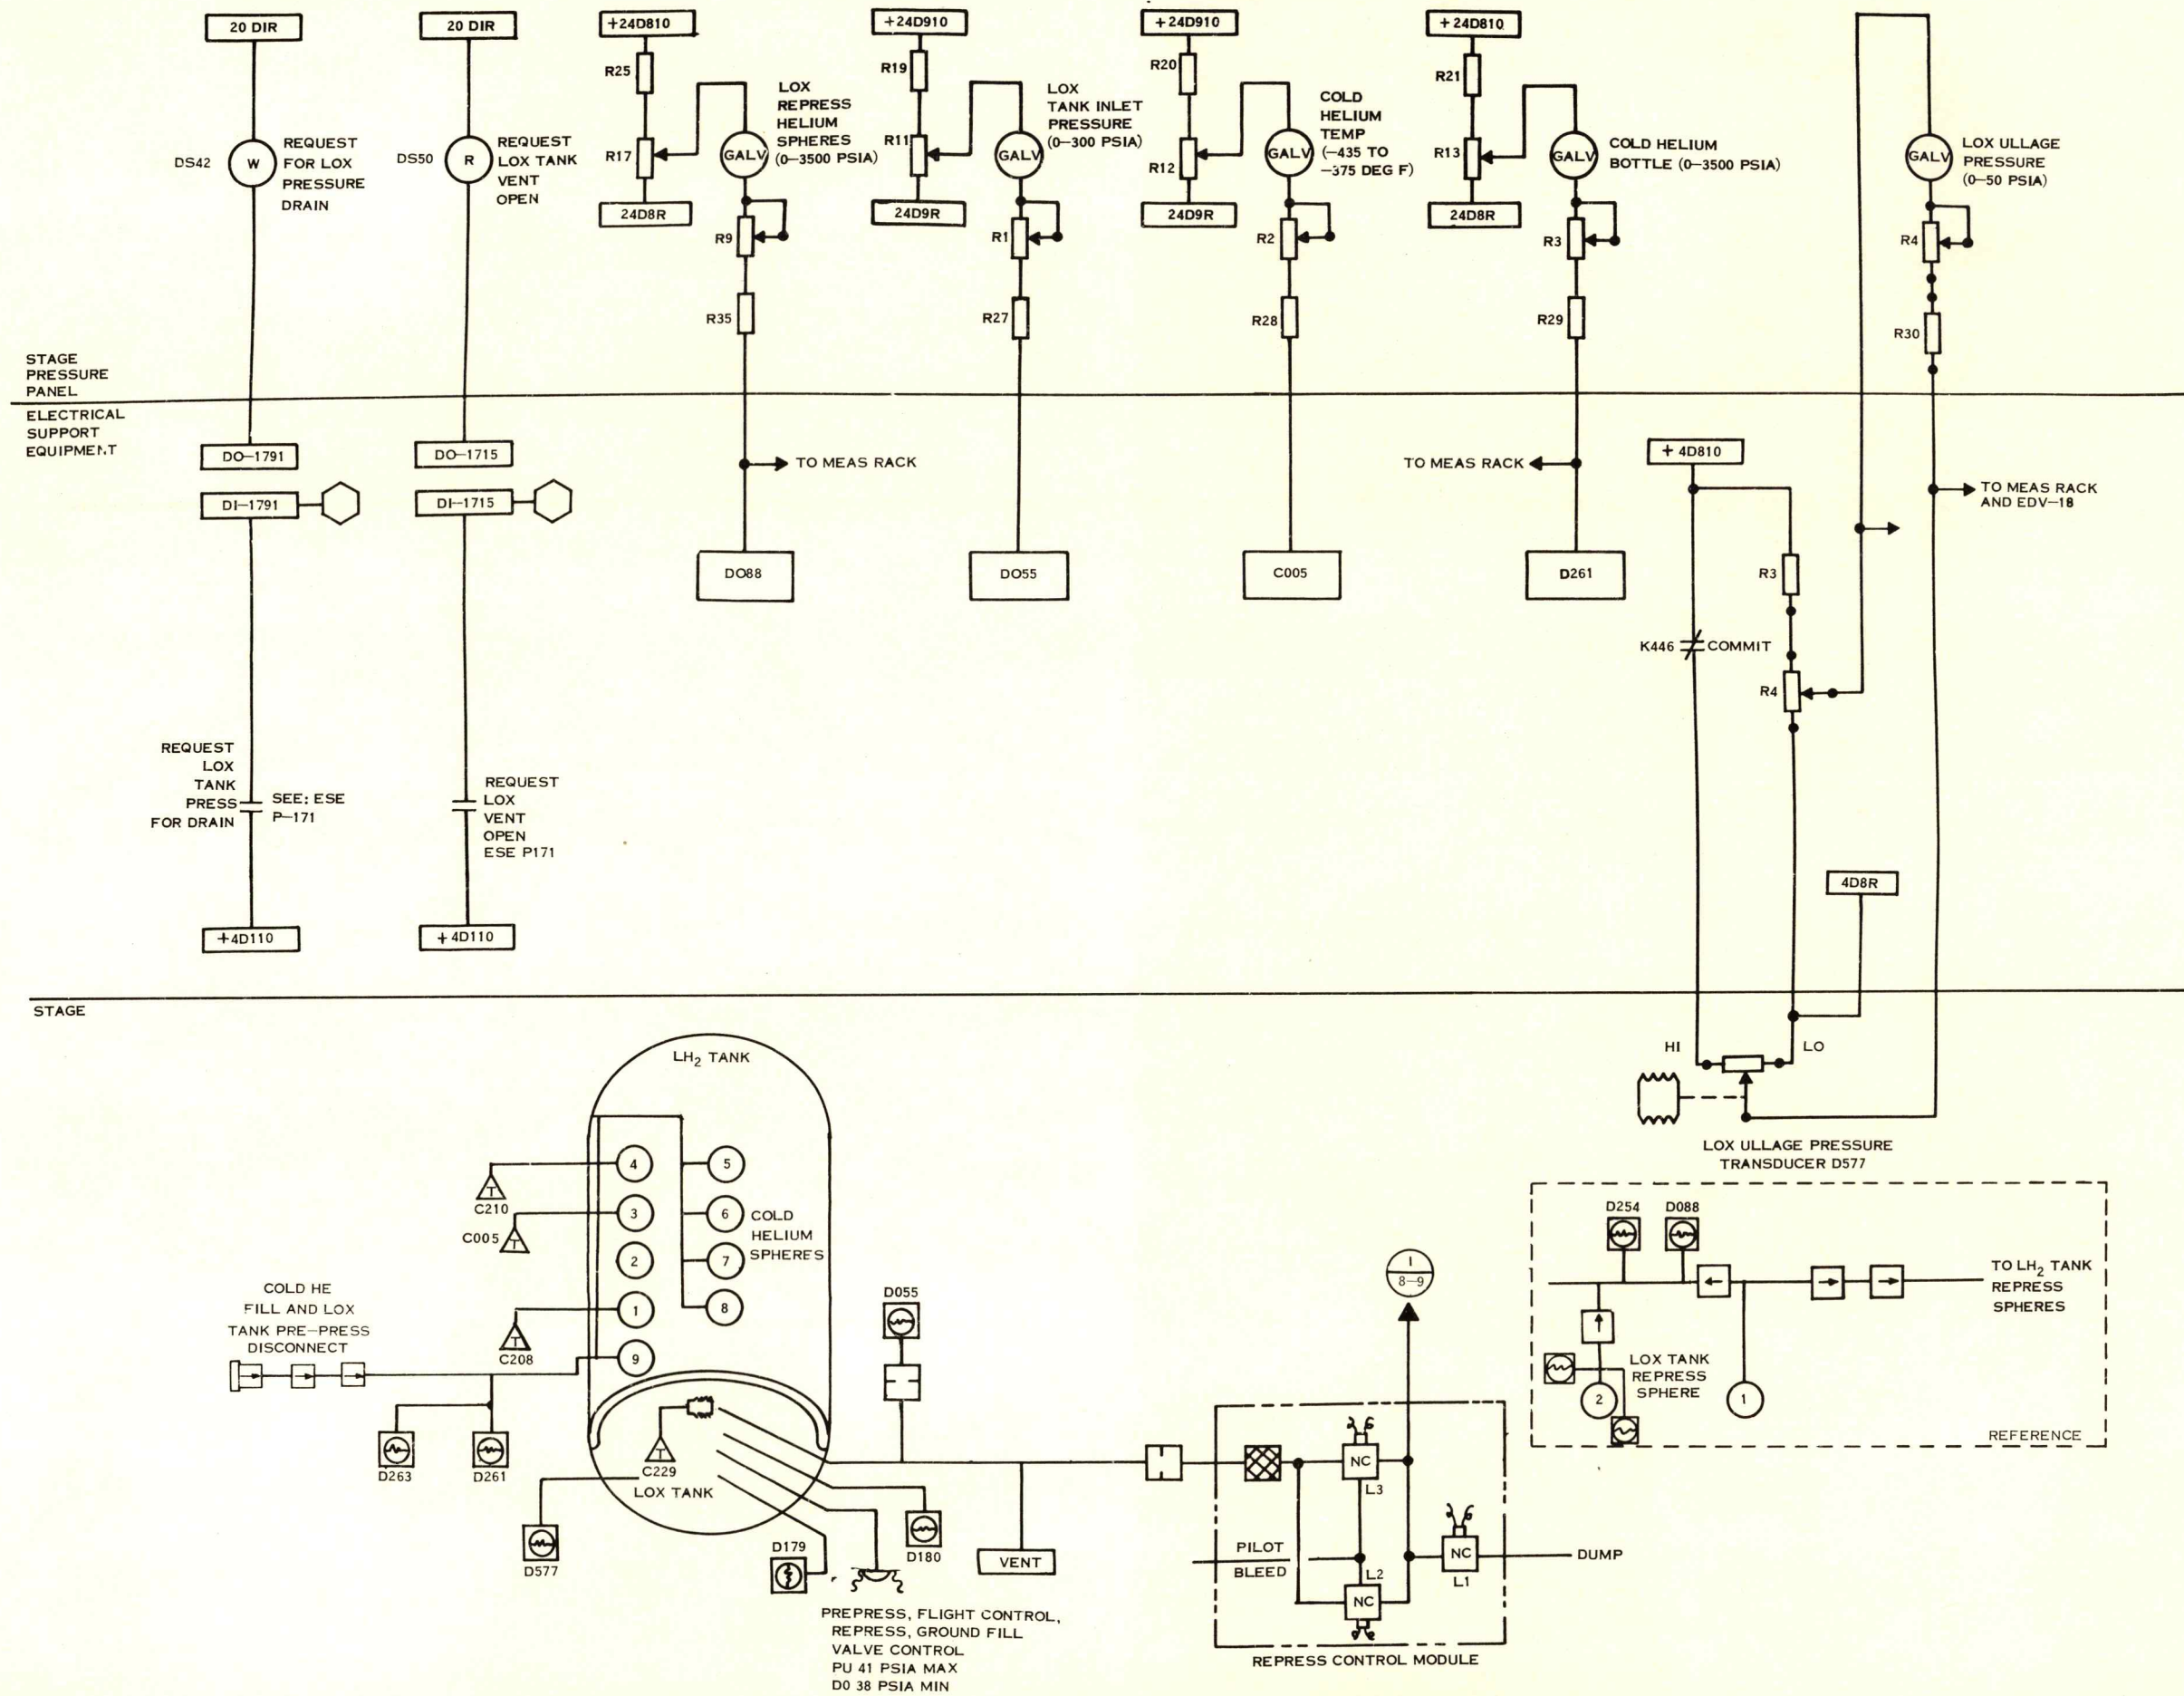 20 DIR
20 DIR
+24D810
+24D910
+24D910
+24D810
R25
R19
R20
R21
LOX
REPRESS
HELIUM
SPHERES
(0–3500 PSIA)
LOX
TANK INLET
PRESSURE
(0–300 PSIA)
COLD
HELIUM
TEMP
(–435 TO
–375 DEG F)
COLD HELIUM
BOTTLE (0–3500 PSIA)
LOX ULLAGE
PRESSURE
(0–50 PSIA)
DS42
W
REQUEST
FOR LOX
PRESSURE
DRAIN
DS50
R
REQUEST
LOX TANK
VENT
OPEN
R17
GALV
R11
GALV
R12
GALV
R13
GALV
GALV
24D8R
24D9R
24D9R
24D8R
R9
R1
R2
R3
R4
R35
R27
R28
R29
R30
STAGE
PRESSURE
PANEL
ELECTRICAL
SUPPORT
EQUIPMENT
DO–1791
DO–1715
DI–1791
DI–1715
TO MEAS RACK
TO MEAS RACK
+ 4D810
TO MEAS RACK
AND EDV–18
DO88
DO55
C005
D261
R3
K446
COMMIT
R4
REQUEST
LOX
TANK
PRESS
FOR DRAIN
SEE: ESE
P–171
REQUEST
LOX
VENT
OPEN
ESE P171
4D8R
+4D110
+ 4D110
STAGE
HI
LO
LOX ULLAGE PRESSURE
TRANSDUCER D577
LH2 TANK
4
5
3
6
2
7
1
8
9
COLD
HELIUM
SPHERES
C210
T
C005
T
C208
T
COLD HE
FILL AND LOX
TANK PRE–PRESS
DISCONNECT
D263
D261
D055
T
C229
LOX TANK
D577
D179
D180
VENT
PREPRESS, FLIGHT CONTROL,
REPRESS, GROUND FILL
VALVE CONTROL
PU 41 PSIA MAX
D0 38 PSIA MIN
1
8–9
NC
L3
PILOT
BLEED
L2
NC
NC
L1
DUMP
REPRESS CONTROL MODULE
D254
D088
TO LH2 TANK
REPRESS
SPHERES
LOX TANK
REPRESS
SPHERE
2
1
REFERENCE